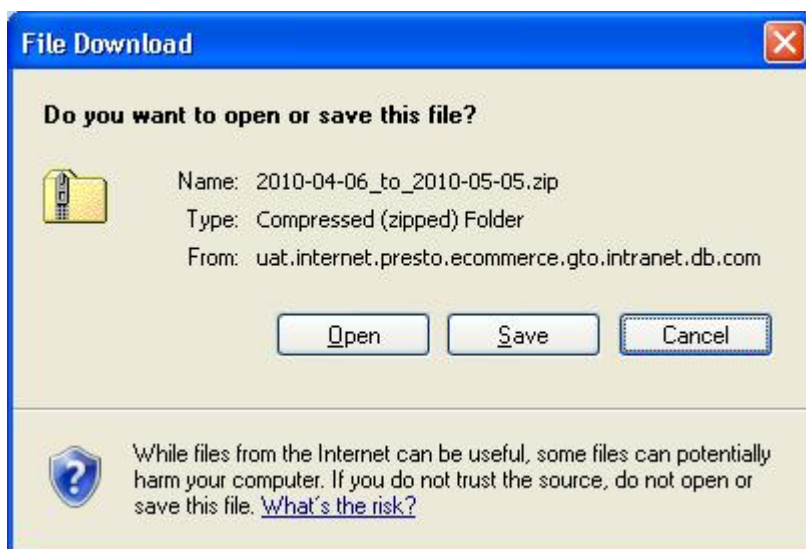 File Download
Do you want to open or save this file?
Name: 2010-04-06_to_2010-05-05.zip
Type: Compressed (zipped) Folder
From: uat.internet.presto.ecommerce.gto.intranet.db.com
Open Save Cancel
While files from the Internet can be useful, some files can potentially
harm your computer. If you do not trust the source, do not open or
save this file. What's the risk?